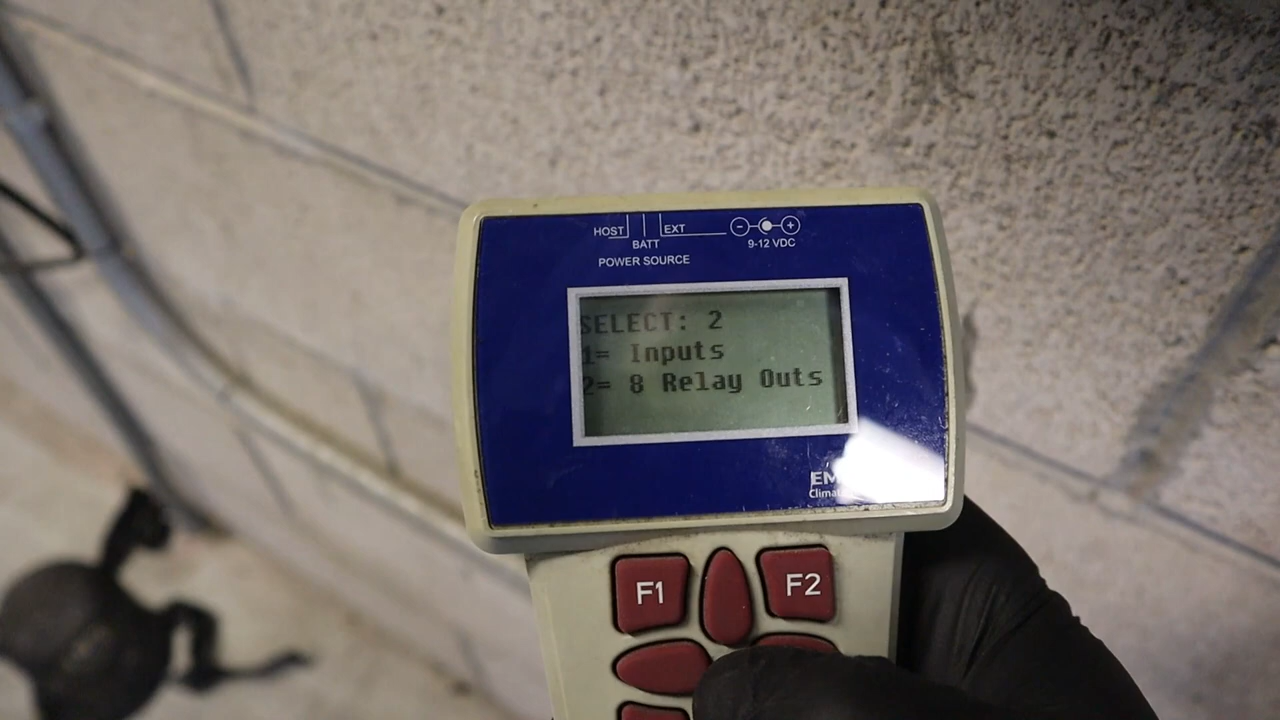 HOST
BATT
EXT
− +
9-12 VDC
POWER SOURCE
SELECT: 2
1= Inputs
2= 8 Relay Outs
F1
F2